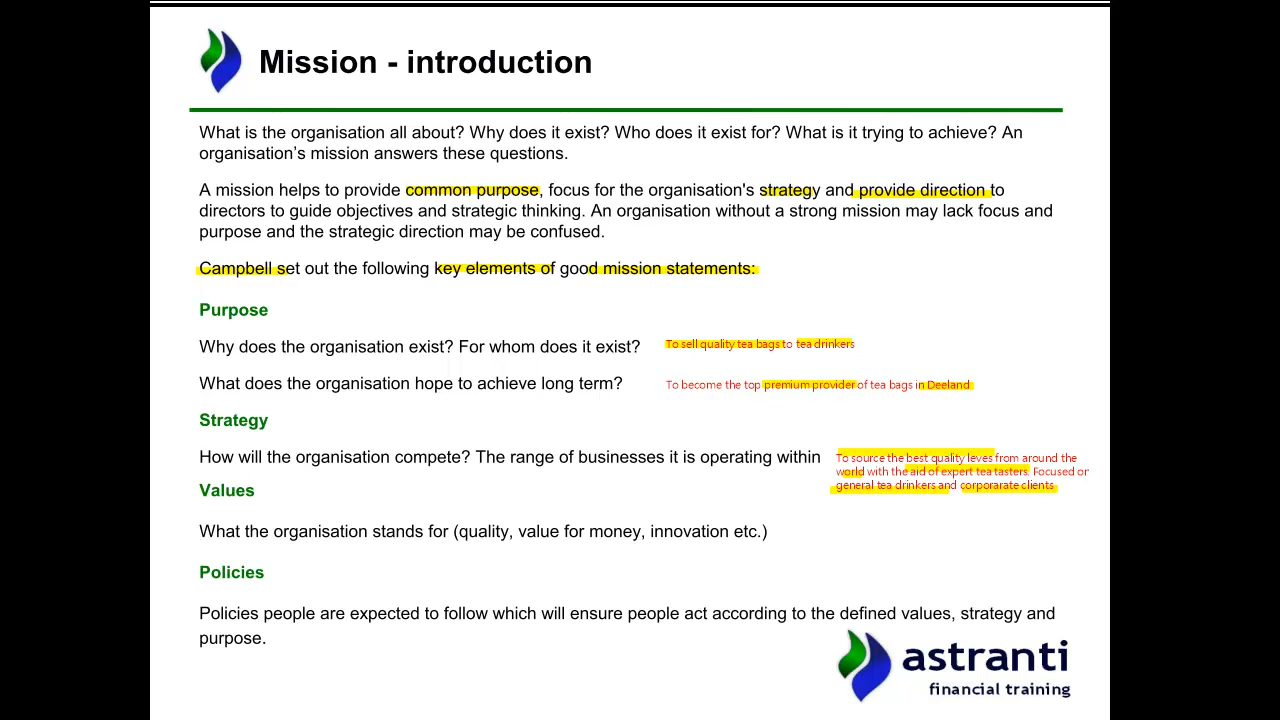 Mission - introduction
What is the organisation all about? Why does it exist? Who does it exist for? What is it trying to achieve? An
organisation's mission answers these questions.
A mission helps to provide common purpose, focus for the organisation's strategy and provide direction to
directors to guide objectives and strategic thinking. An organisation without a strong mission may lack focus and
purpose and the strategic direction may be confused.
Campbell set out the following key elements of good mission statements:
Purpose
Why does the organisation exist? For whom does it exist? To sell quality tea bags to tea drinkers
What does the organisation hope to achieve long term? To become the top premium provider of tea bags in Deeland
Strategy
How will the organisation compete? The range of businesses it is operating within
To source the best quality leves from around the
world with the aid of expert tea tasters. Focused on
general tea drinkers and corporarate clients
Values
What the organisation stands for (quality, value for money, innovation etc.)
Policies
Policies people are expected to follow which will ensure people act according to the defined values, strategy and
purpose.
astranti
financial training